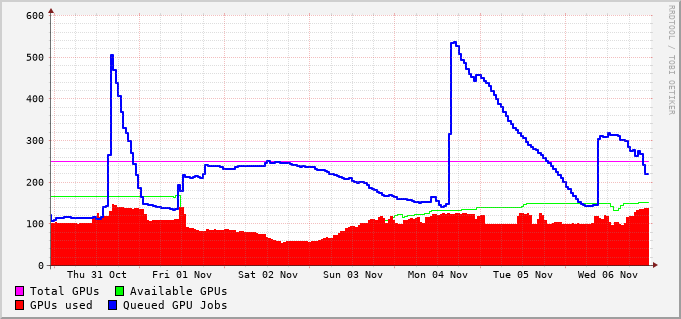 600
500
400
300
200
100
0
Thu 31 Oct Fri 01 Nov Sat 02 Nov Sun 03 Nov Mon 04 Nov Tue 05 Nov Wed 06 Nov
Total GPUs Available GPUs
GPUs used Queued GPU Jobs
RRDTOOL / TOBI OETIKER